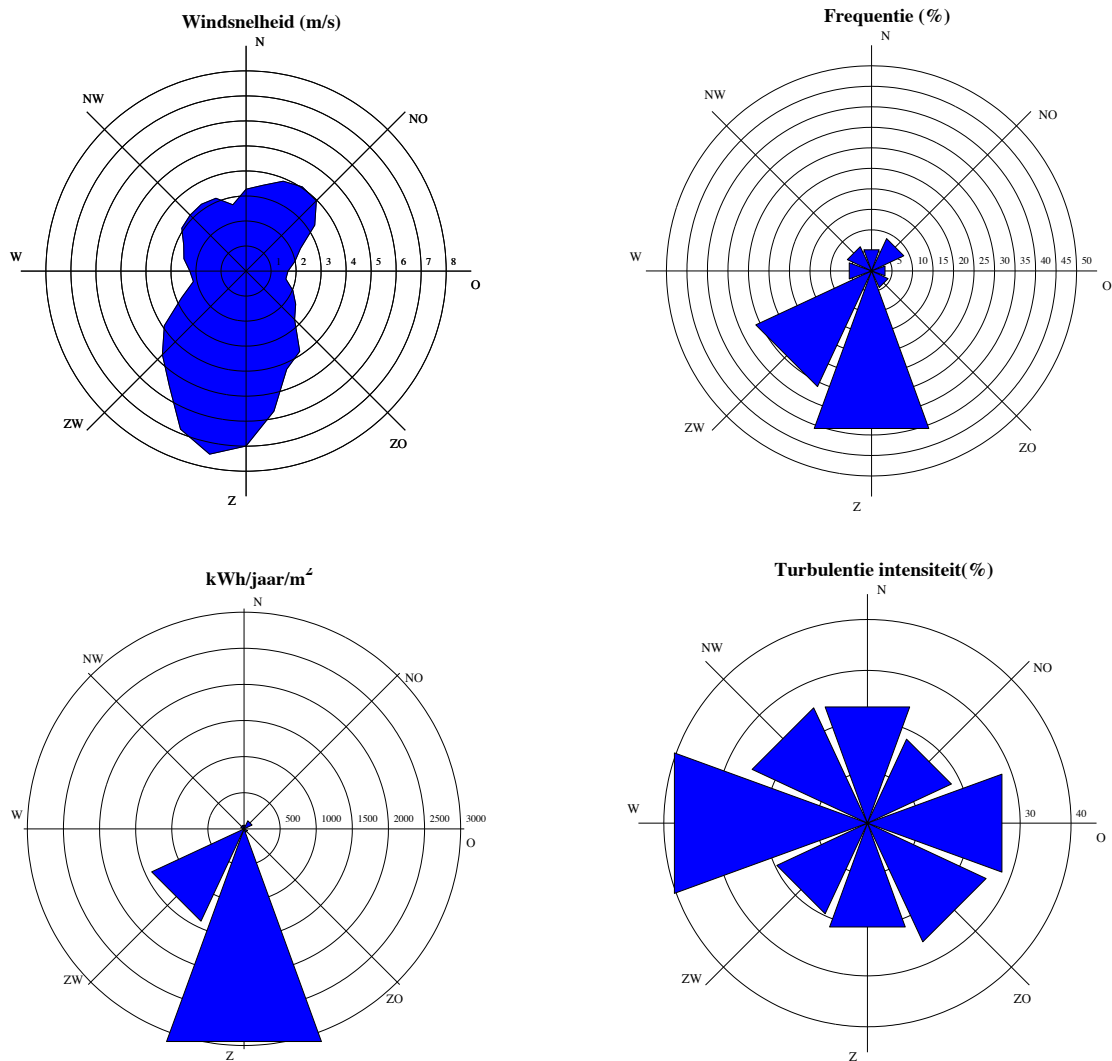 Windsnelheid (m/s)
N
NW
NO
W
1 2 3 4 5 6 7 8
O
ZW
ZO
Z
Frequentie (%)
N
NW
NO
W
5 10 15 20 25 30 35 40 45 50
O
ZW
ZO
Z
kWh/jaar/m²
N
NW
NO
W
500 1000 1500 2000 2500 3000
O
ZW
ZO
Z
Turbulentie intensiteit(%)
N
NW
NO
W
30 40
O
ZW
ZO
Z